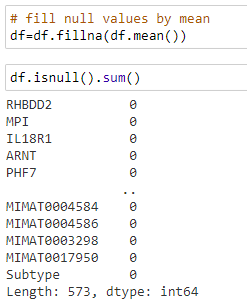 # fill null values by mean
df=df.fillna(df.mean())
df.isnull().sum()
RHBDD2 0
MPI 0
IL18R1 0
ARNT 0
PHF7 0
..
MIMAT0004584 0
MIMAT0004586 0
MIMAT0003298 0
MIMAT0017950 0
Subtype 0
Length: 573, dtype: int64